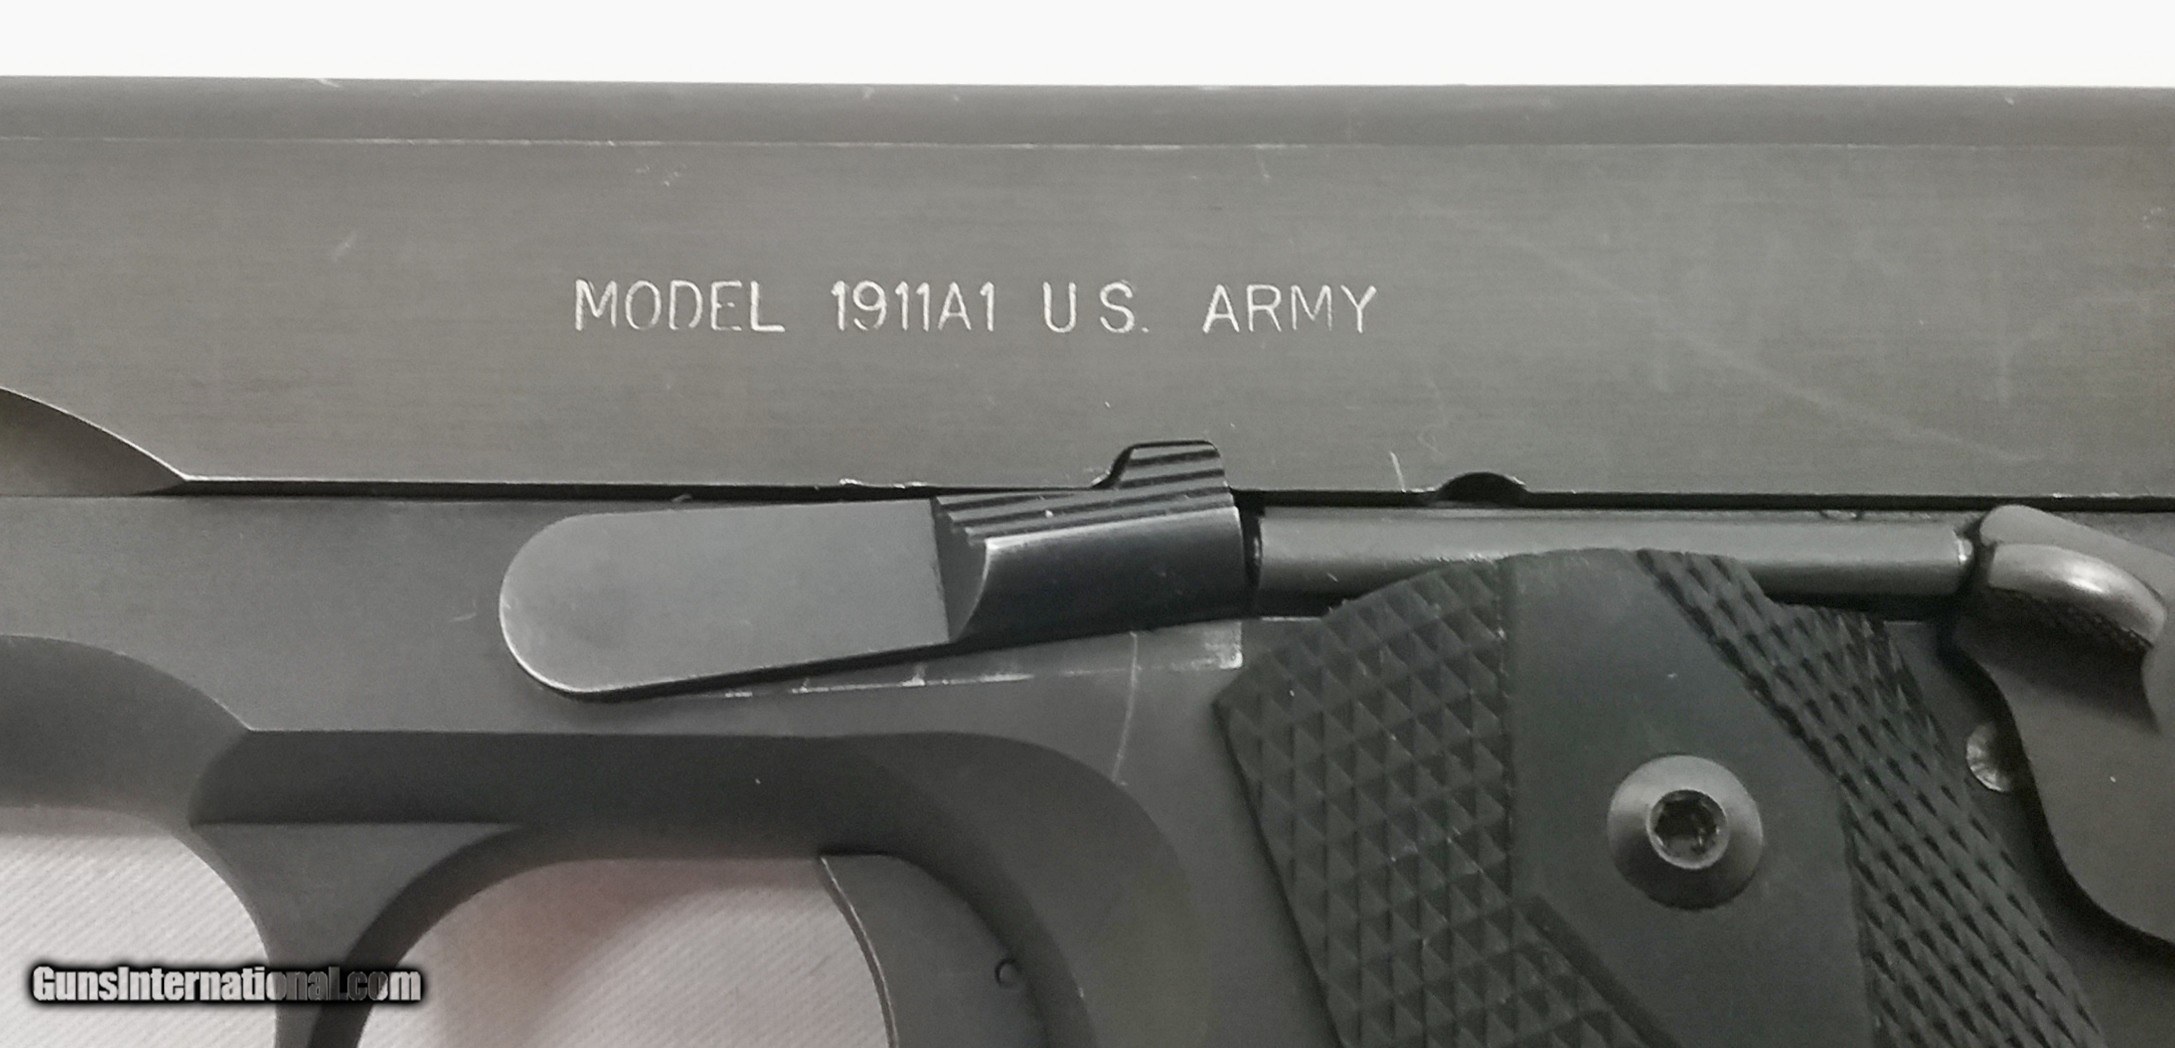 MODEL 1911A1 U.S. ARMY
GunsInternational.com